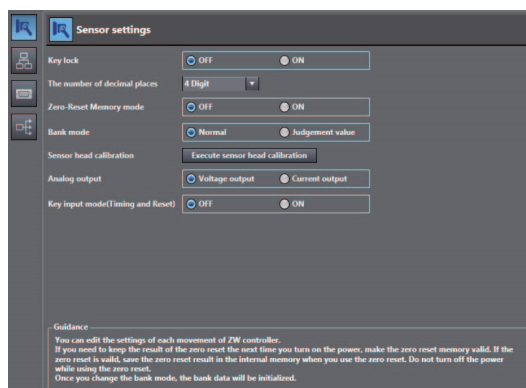 Sensor settings
Key lock OFF ON
The number of decimal places 4 Digit
Zero-Reset Memory mode OFF ON
Bank mode Normal Judgement value
Sensor head calibration Execute sensor head calibration
Analog output Voltage output Current output
Key input mode(Timing and Reset) OFF ON
Guidance
You can edit the settings of each movement of ZW controller.
If you need to keep the result of the zero reset the next time you turn on the power, make the zero reset memory valid. If the
zero reset is vaild, save the zero reset result in the internal memory when you use the zero reset. Do not turn off the power
while using the zero reset.
Once you change the bank mode, the bank data will be initialized.